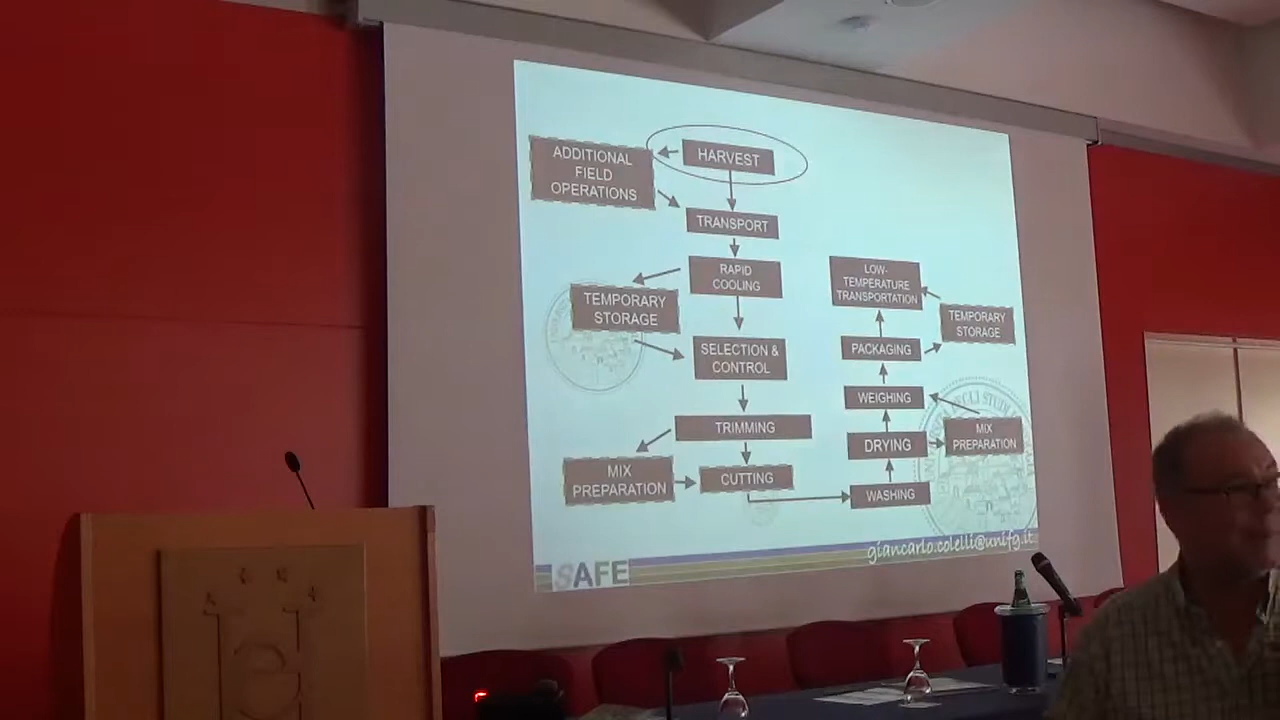 HARVEST
ADDITIONAL
FIELD
OPERATIONS
TRANSPORT
RAPID
COOLING
TEMPORARY
STORAGE
SELECTION &
CONTROL
TRIMMING
MIX
PREPARATION
CUTTING
LOW-
TEMPERATURE
TRANSPORTATION
TEMPORARY
STORAGE
PACKAGING
WEIGHING
DRYING
MIX
PREPARATION
WASHING
SAFE
giancarlo.colelli@unifg.it